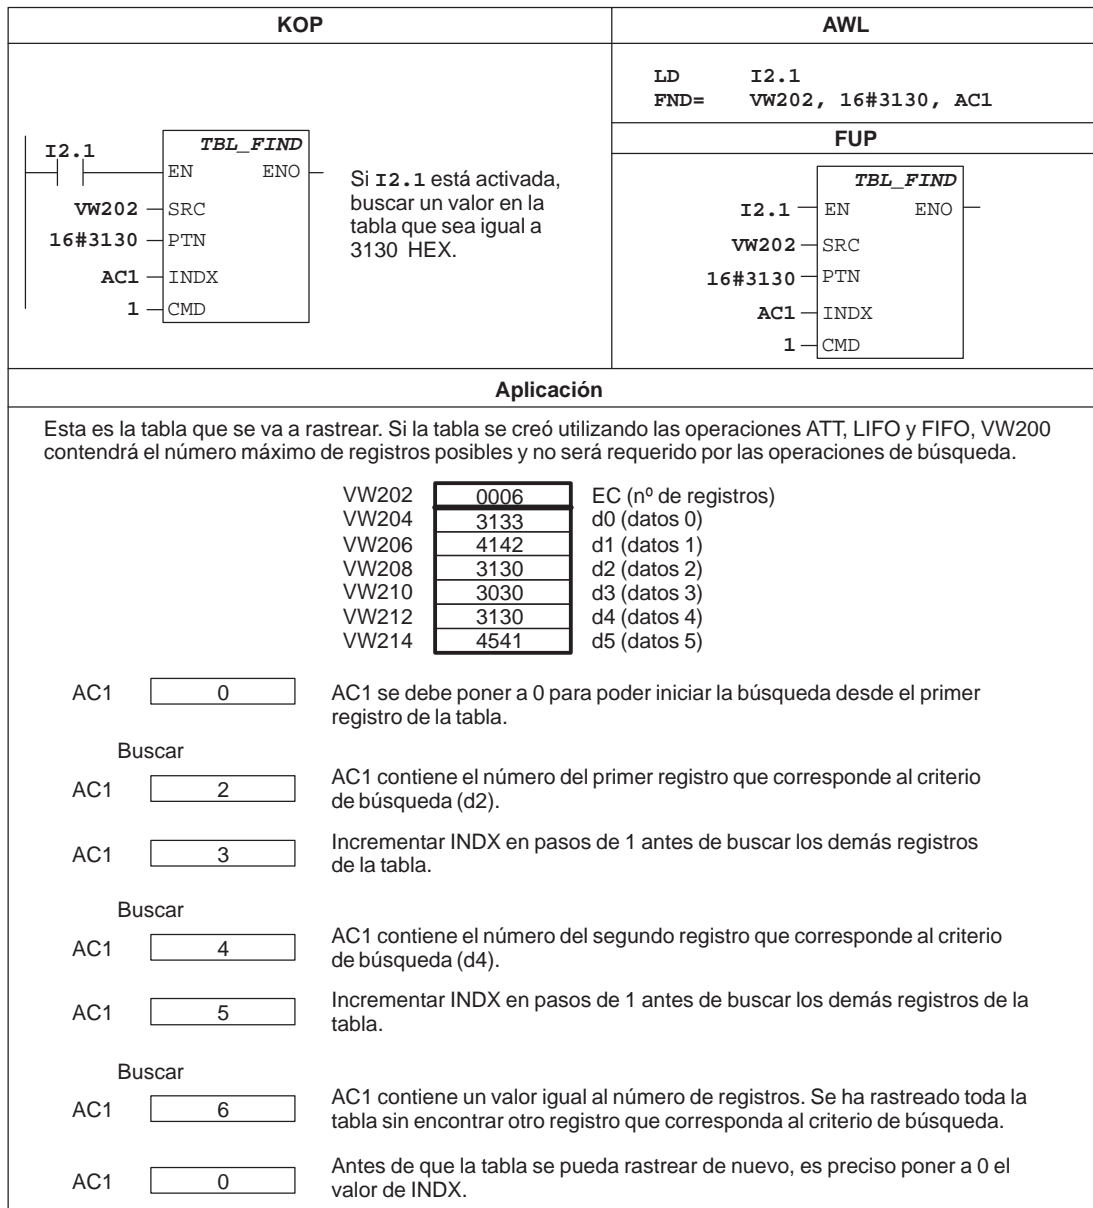 KOP
AWL
LD I2.1
FND= VW202, 16#3130, AC1
I2.1
TBL_FIND
EN ENO
VW202 SRC
16#3130 PTN
AC1 INDX
1 CMD
Si I2.1 está activada,
buscar un valor en la
tabla que sea igual a
3130 HEX.
FUP
TBL_FIND
I2.1 EN ENO
VW202 SRC
16#3130 PTN
AC1 INDX
1 CMD
Aplicación
Esta es la tabla que se va a rastrear. Si la tabla se creó utilizando las operaciones ATT, LIFO y FIFO, VW200
contendrá el número máximo de registros posibles y no será requerido por las operaciones de búsqueda.
VW202 0006 EC (nº de registros)
VW204 3133 d0 (datos 0)
VW206 4142 d1 (datos 1)
VW208 3130 d2 (datos 2)
VW210 3030 d3 (datos 3)
VW212 3130 d4 (datos 4)
VW214 4541 d5 (datos 5)
AC1 0 AC1 se debe poner a 0 para poder iniciar la búsqueda desde el primer
registro de la tabla.
Buscar
AC1 2 AC1 contiene el número del primer registro que corresponde al criterio
de búsqueda (d2).
AC1 3 Incrementar INDX en pasos de 1 antes de buscar los demás registros
de la tabla.
Buscar
AC1 4 AC1 contiene el número del segundo registro que corresponde al criterio
de búsqueda (d4).
AC1 5 Incrementar INDX en pasos de 1 antes de buscar los demás registros de la
tabla.
Buscar
AC1 6 AC1 contiene un valor igual al número de registros. Se ha rastreado toda la
tabla sin encontrar otro registro que corresponda al criterio de búsqueda.
AC1 0 Antes de que la tabla se pueda rastrear de nuevo, es preciso poner a 0 el
valor de INDX.